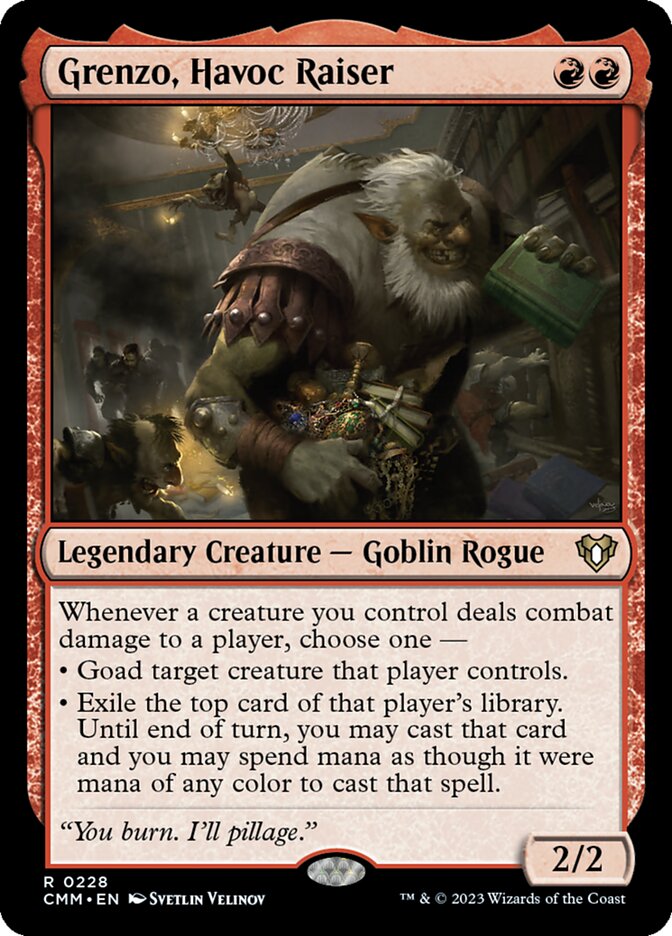 Grenzo, Havoc Raiser
Legendary Creature — Goblin Rogue
Whenever a creature you control deals combat
damage to a player, choose one —
• Goad target creature that player controls.
• Exile the top card of that player's library.
Until end of turn, you may cast that card
and you may spend mana as though it were
mana of any color to cast that spell.
“You burn. I'll pillage.”
2/2
R 0228
CMM • EN Svetlin Velinov
™ & © 2023 Wizards of the Coast